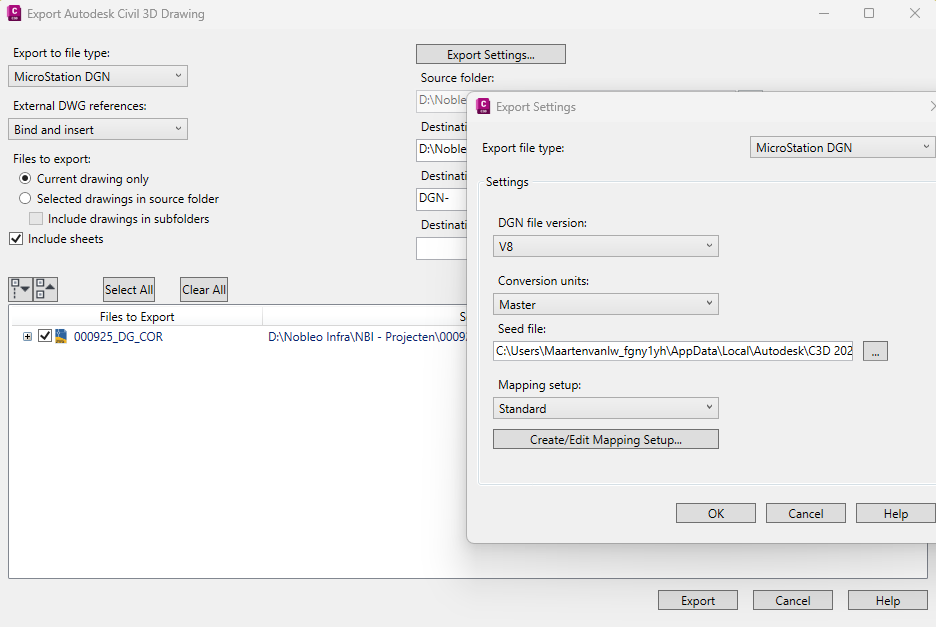 Export Autodesk Civil 3D Drawing
Export to file type:
MicroStation DGN
External DWG references:
Bind and insert
Files to export:
Current drawing only
Selected drawings in source folder
Include drawings in subfolders
Include sheets
Export Settings...
Source folder:
D:\Noble
Destinati
D:\Noble
Destinati
DGN-
Destinati
Select All
Clear All
Files to Export
S
000925_DG_COR
D:\Nobleo Infra\NBI - Projecten\0009
Export Settings
Export file type:
MicroStation DGN
Settings
DGN file version:
V8
Conversion units:
Master
Seed file:
C:\Users\Maartenvanlw_fgny1yh\AppData\Local\Autodesk\C3D 202
...
Mapping setup:
Standard
Create/Edit Mapping Setup...
OK
Cancel
Help
Export
Cancel
Help